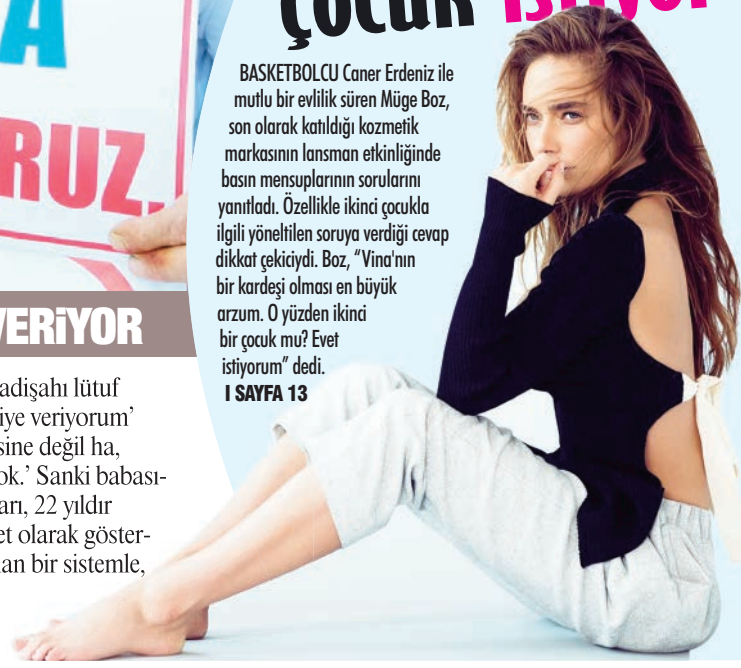 A
RUZ.
VERİYOR
adişahı lütuf
iye veriyorum’
sine değil ha,
ok.’ Sanki babası-
arı, 22 yıldır
et olarak göster-
lan bir sistemle,
çocuk istiyor
BASKETBOLCU Caner Erdeniz ile
mutlu bir evlilik süren Müge Boz,
son olarak katıldığı kozmetik
markasının lansman etkinliğinde
basın mensuplarının sorularını
yanıtladı. Özellikle ikinci çocukla
ilgili yöneltilen soruya verdiği cevap
dikkat çekiciydi. Boz, “Vina'nın
bir kardeşi olması en büyük
arzum. O yüzden ikinci
bir çocuk mu? Evet
istiyorum” dedi.
I SAYFA 13